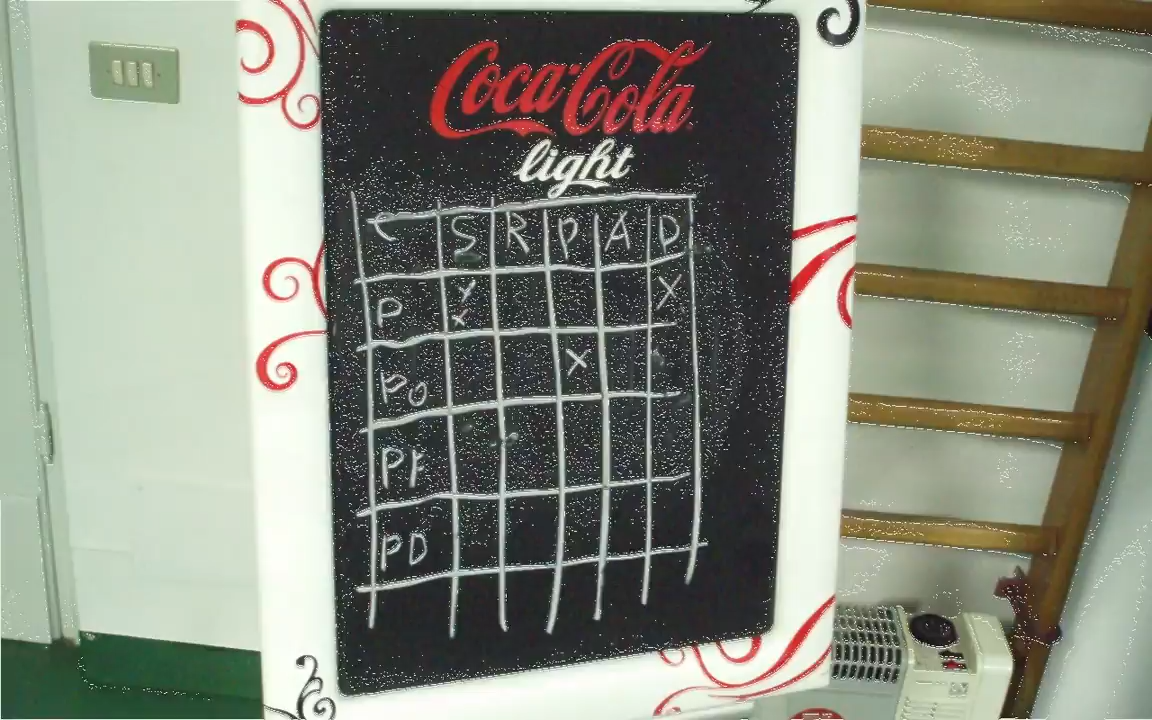 Coca-Cola
light
C S R P A D
P X X
PO X
PF
PD